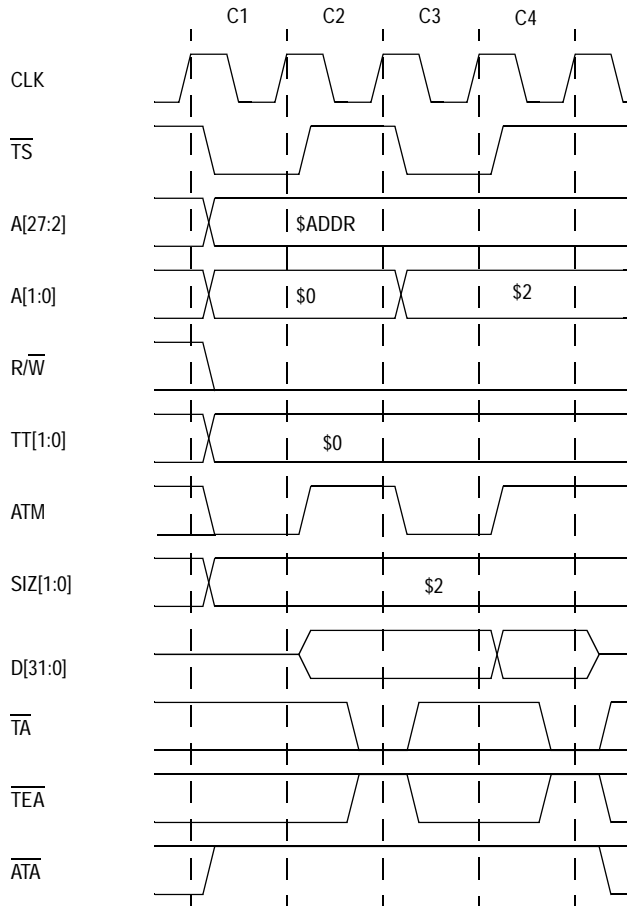 C1 C2 C3 C4
CLK
TS
A[27:2] $ADDR
A[1:0] $0 $2
R/W
TT[1:0] $0
ATM
SIZ[1:0] $2
D[31:0]
TA
TEA
ATA